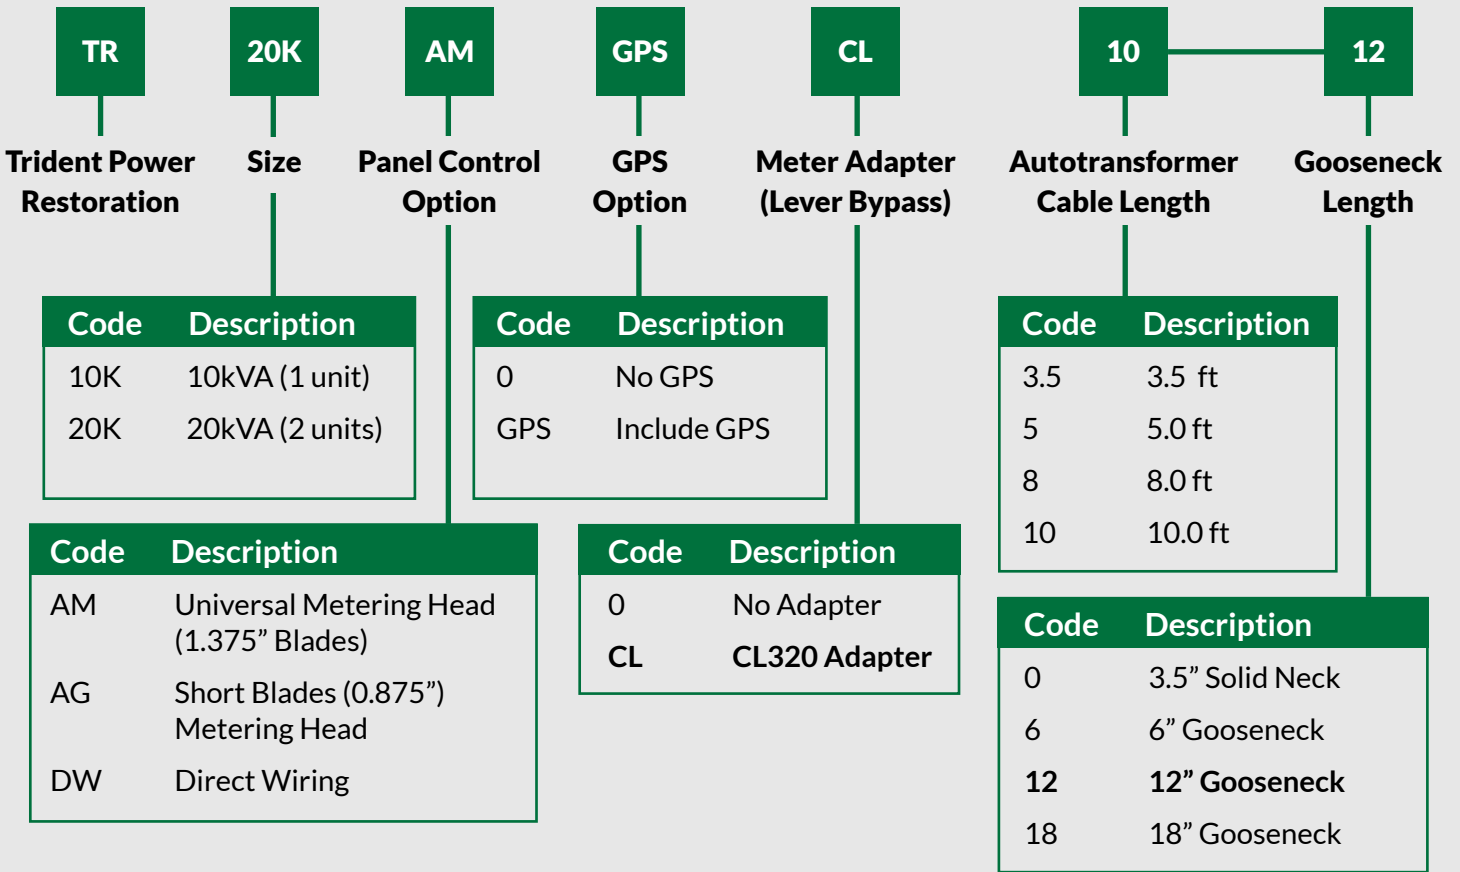 TR 20K AM GPS CL 10 12
Trident Power Restoration
Size
Panel Control Option
GPS Option
Meter Adapter (Lever Bypass)
Autotransformer Cable Length
Gooseneck Length
Code Description
10K 10kVA (1 unit)
20K 20kVA (2 units)
Code Description
0 No GPS
GPS Include GPS
Code Description
3.5 3.5 ft
5 5.0 ft
8 8.0 ft
10 10.0 ft
Code Description
AM Universal Metering Head
(1.375” Blades)
AG Short Blades (0.875”)
Metering Head
DW Direct Wiring
Code Description
0 No Adapter
CL CL320 Adapter
Code Description
0 3.5” Solid Neck
6 6” Gooseneck
12 12” Gooseneck
18 18” Gooseneck